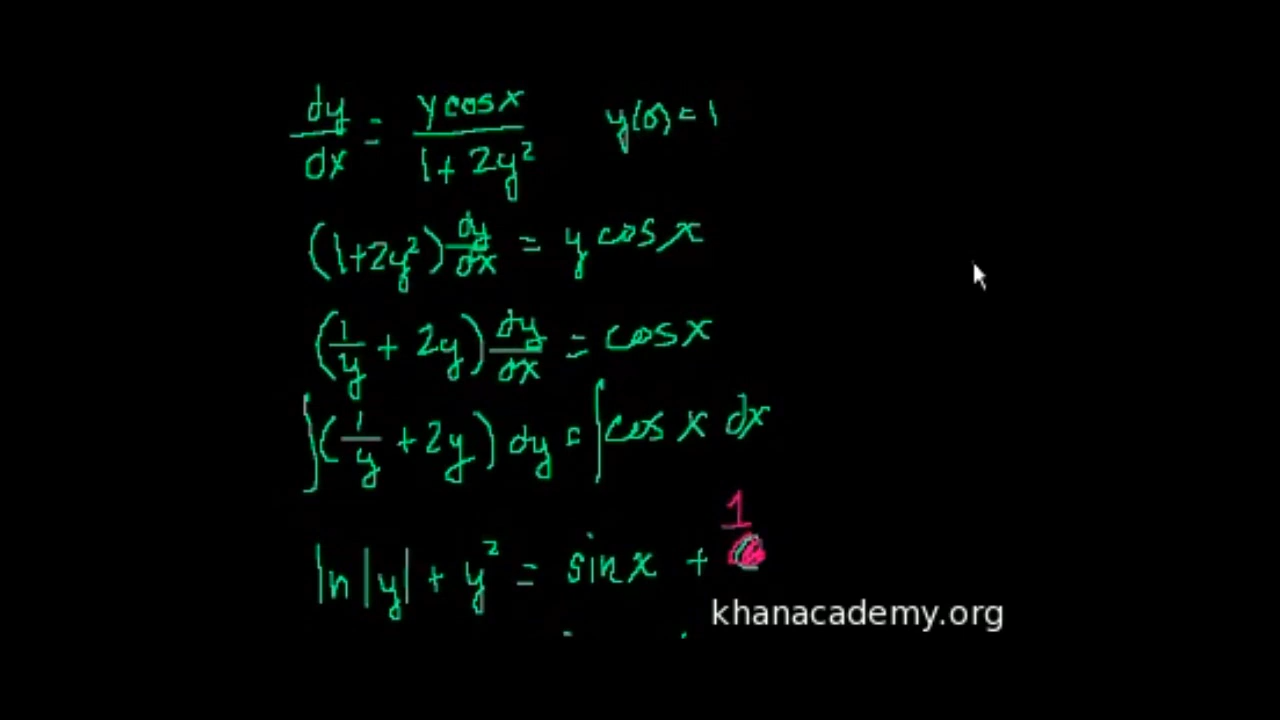 dy/dx = y cos x / 1 + 2y² y(0) = 1
(1+2y²) dy/dx = y cos x
(1/y + 2y) dy/dx = cos x
∫(1/y + 2y) dy = ∫cos x dx
1
ln |y| + y² = sin x +
khanacademy.org